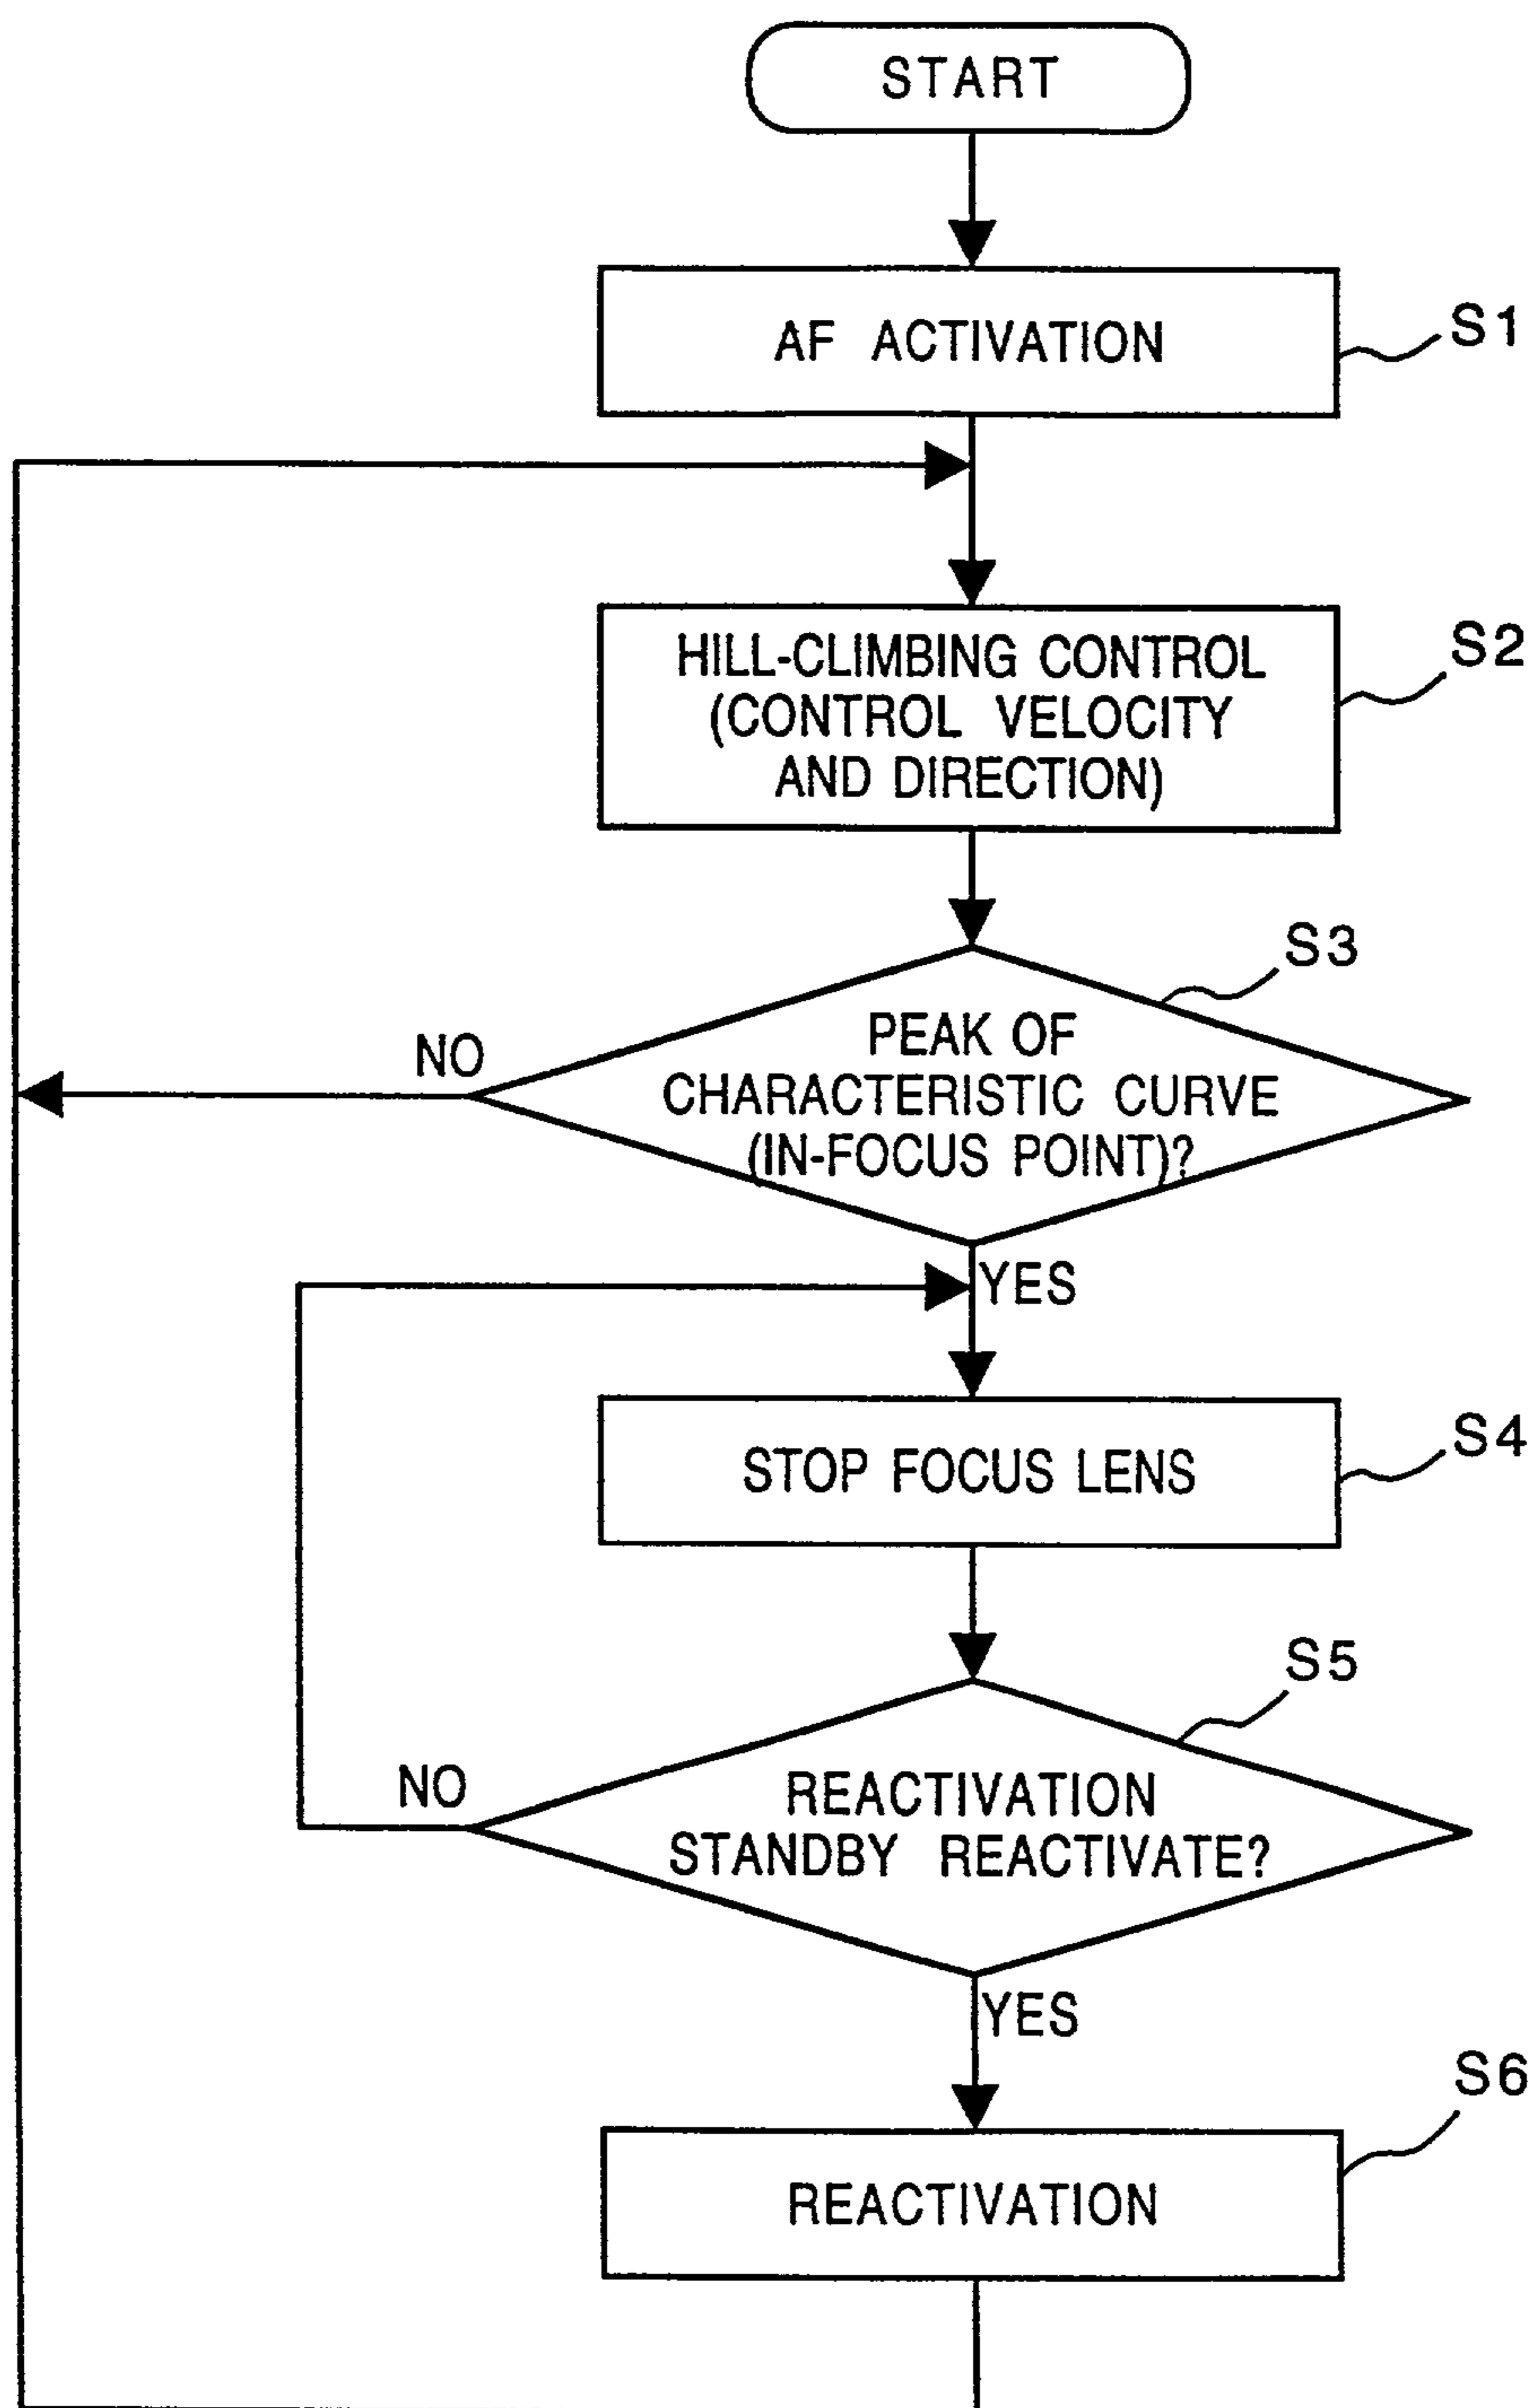 START
AF ACTIVATION
S1
HILL-CLIMBING CONTROL
(CONTROL VELOCITY
AND DIRECTION)
S2
S3
PEAK OF
CHARACTERISTIC CURVE
(IN-FOCUS POINT)?
NO
YES
STOP FOCUS LENS
S4
S5
REACTIVATION
STANDBY REACTIVATE?
NO
YES
S6
REACTIVATION